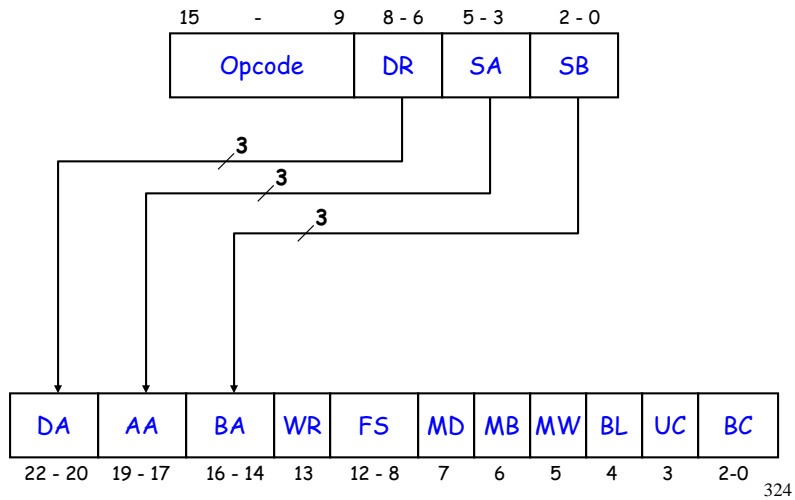 15 - 9 8 - 6 5 - 3 2 - 0
Opcode DR SA SB
3
3
3
DA AA BA WR FS MD MB MW BL UC BC
22 - 20 19 - 17 16 - 14 13 12 - 8 7 6 5 4 3 2-0
324